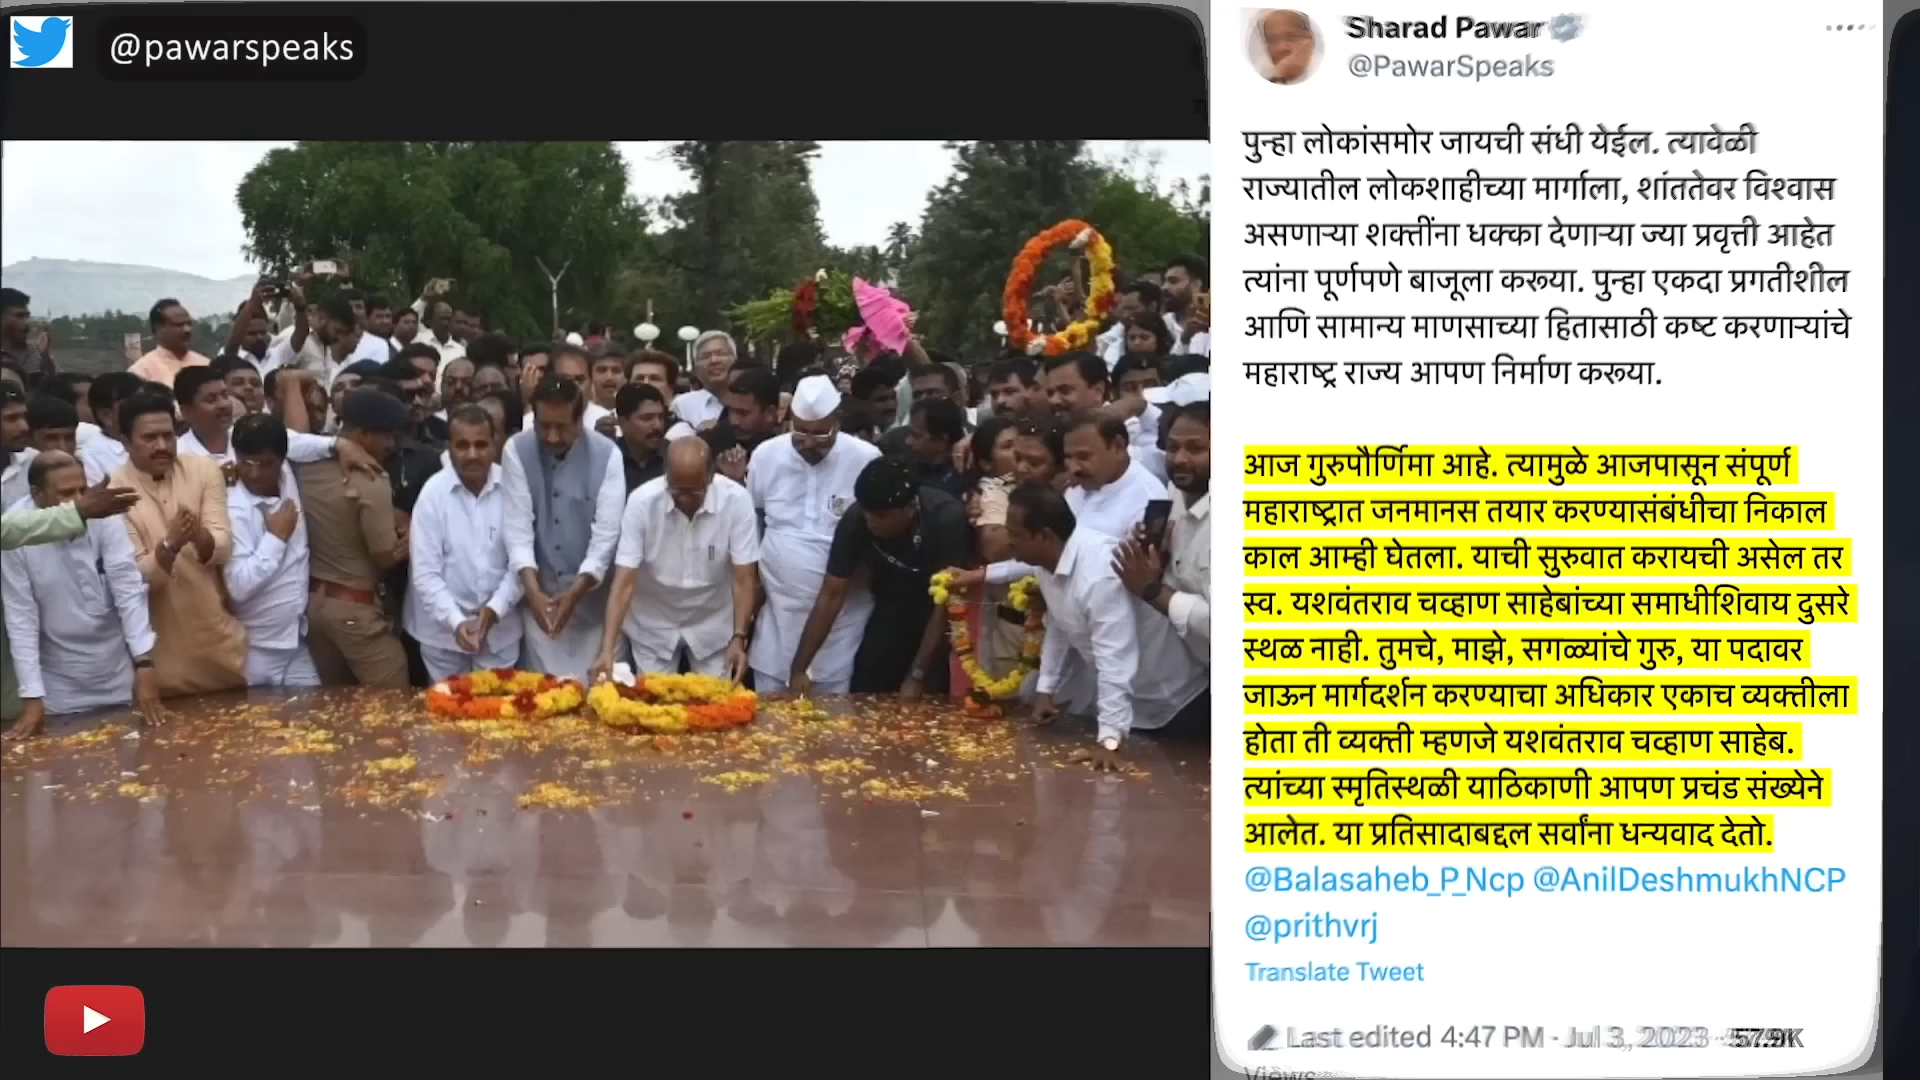 @pawarspeaks
Sharad Pawar
@PawarSpeaks
पुन्हा लोकांसमोर जायची संधी येईल. त्यावेळी
राज्यातील लोकशाहीच्या मार्गाला, शांततेवर विश्वास
असणाऱ्या शक्तींना धक्का देणाऱ्या ज्या प्रवृत्ती आहेत
त्यांना पूर्णपणे बाजूला करूया. पुन्हा एकदा प्रगतीशील
आणि सामान्य माणसाच्या हितासाठी कष्ट करणाऱ्यांचे
महाराष्ट्र राज्य आपण निर्माण करूया.
आज गुरुपौर्णिमा आहे. त्यामुळे आजपासून संपूर्ण
महाराष्ट्रात जनमानस तयार करण्यासंबंधीचा निकाल
काल आम्ही घेतला. याची सुरुवात करायची असेल तर
स्व. यशवंतराव चव्हाण साहेबांच्या समाधीशिवाय दुसरे
स्थळ नाही. तुमचे, माझे, सगळ्यांचे गुरु, या पदावर
जाऊन मार्गदर्शन करण्याचा अधिकार एकाच व्यक्तीला
होता ती व्यक्ती म्हणजे यशवंतराव चव्हाण साहेब.
त्यांच्या स्मृतिस्थळी याठिकाणी आपण प्रचंड संख्येने
आलेत. या प्रतिसादाबद्दल सर्वांना धन्यवाद देतो.
@Balasaheb_P_Ncp @AnilDeshmukhNCP
@prithvrj
Translate Tweet
Last edited 4:47 PM · Jul 3, 2023 · 57.9K
Views